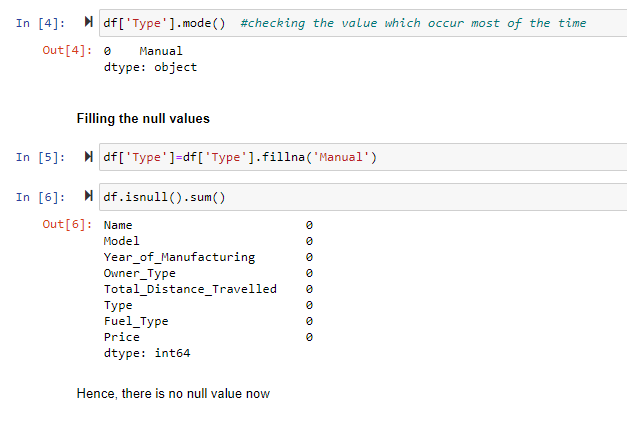 In [4]: df['Type'].mode() #checking the value which occur most of the time
Out[4]: 0 Manual
dtype: object
Filling the null values
In [5]: df['Type']=df['Type'].fillna('Manual')
In [6]: df.isnull().sum()
Out[6]: Name 0
Model 0
Year_of_Manufacturing 0
Owner_Type 0
Total_Distance_Travelled 0
Type 0
Fuel_Type 0
Price 0
dtype: int64
Hence, there is no null value now